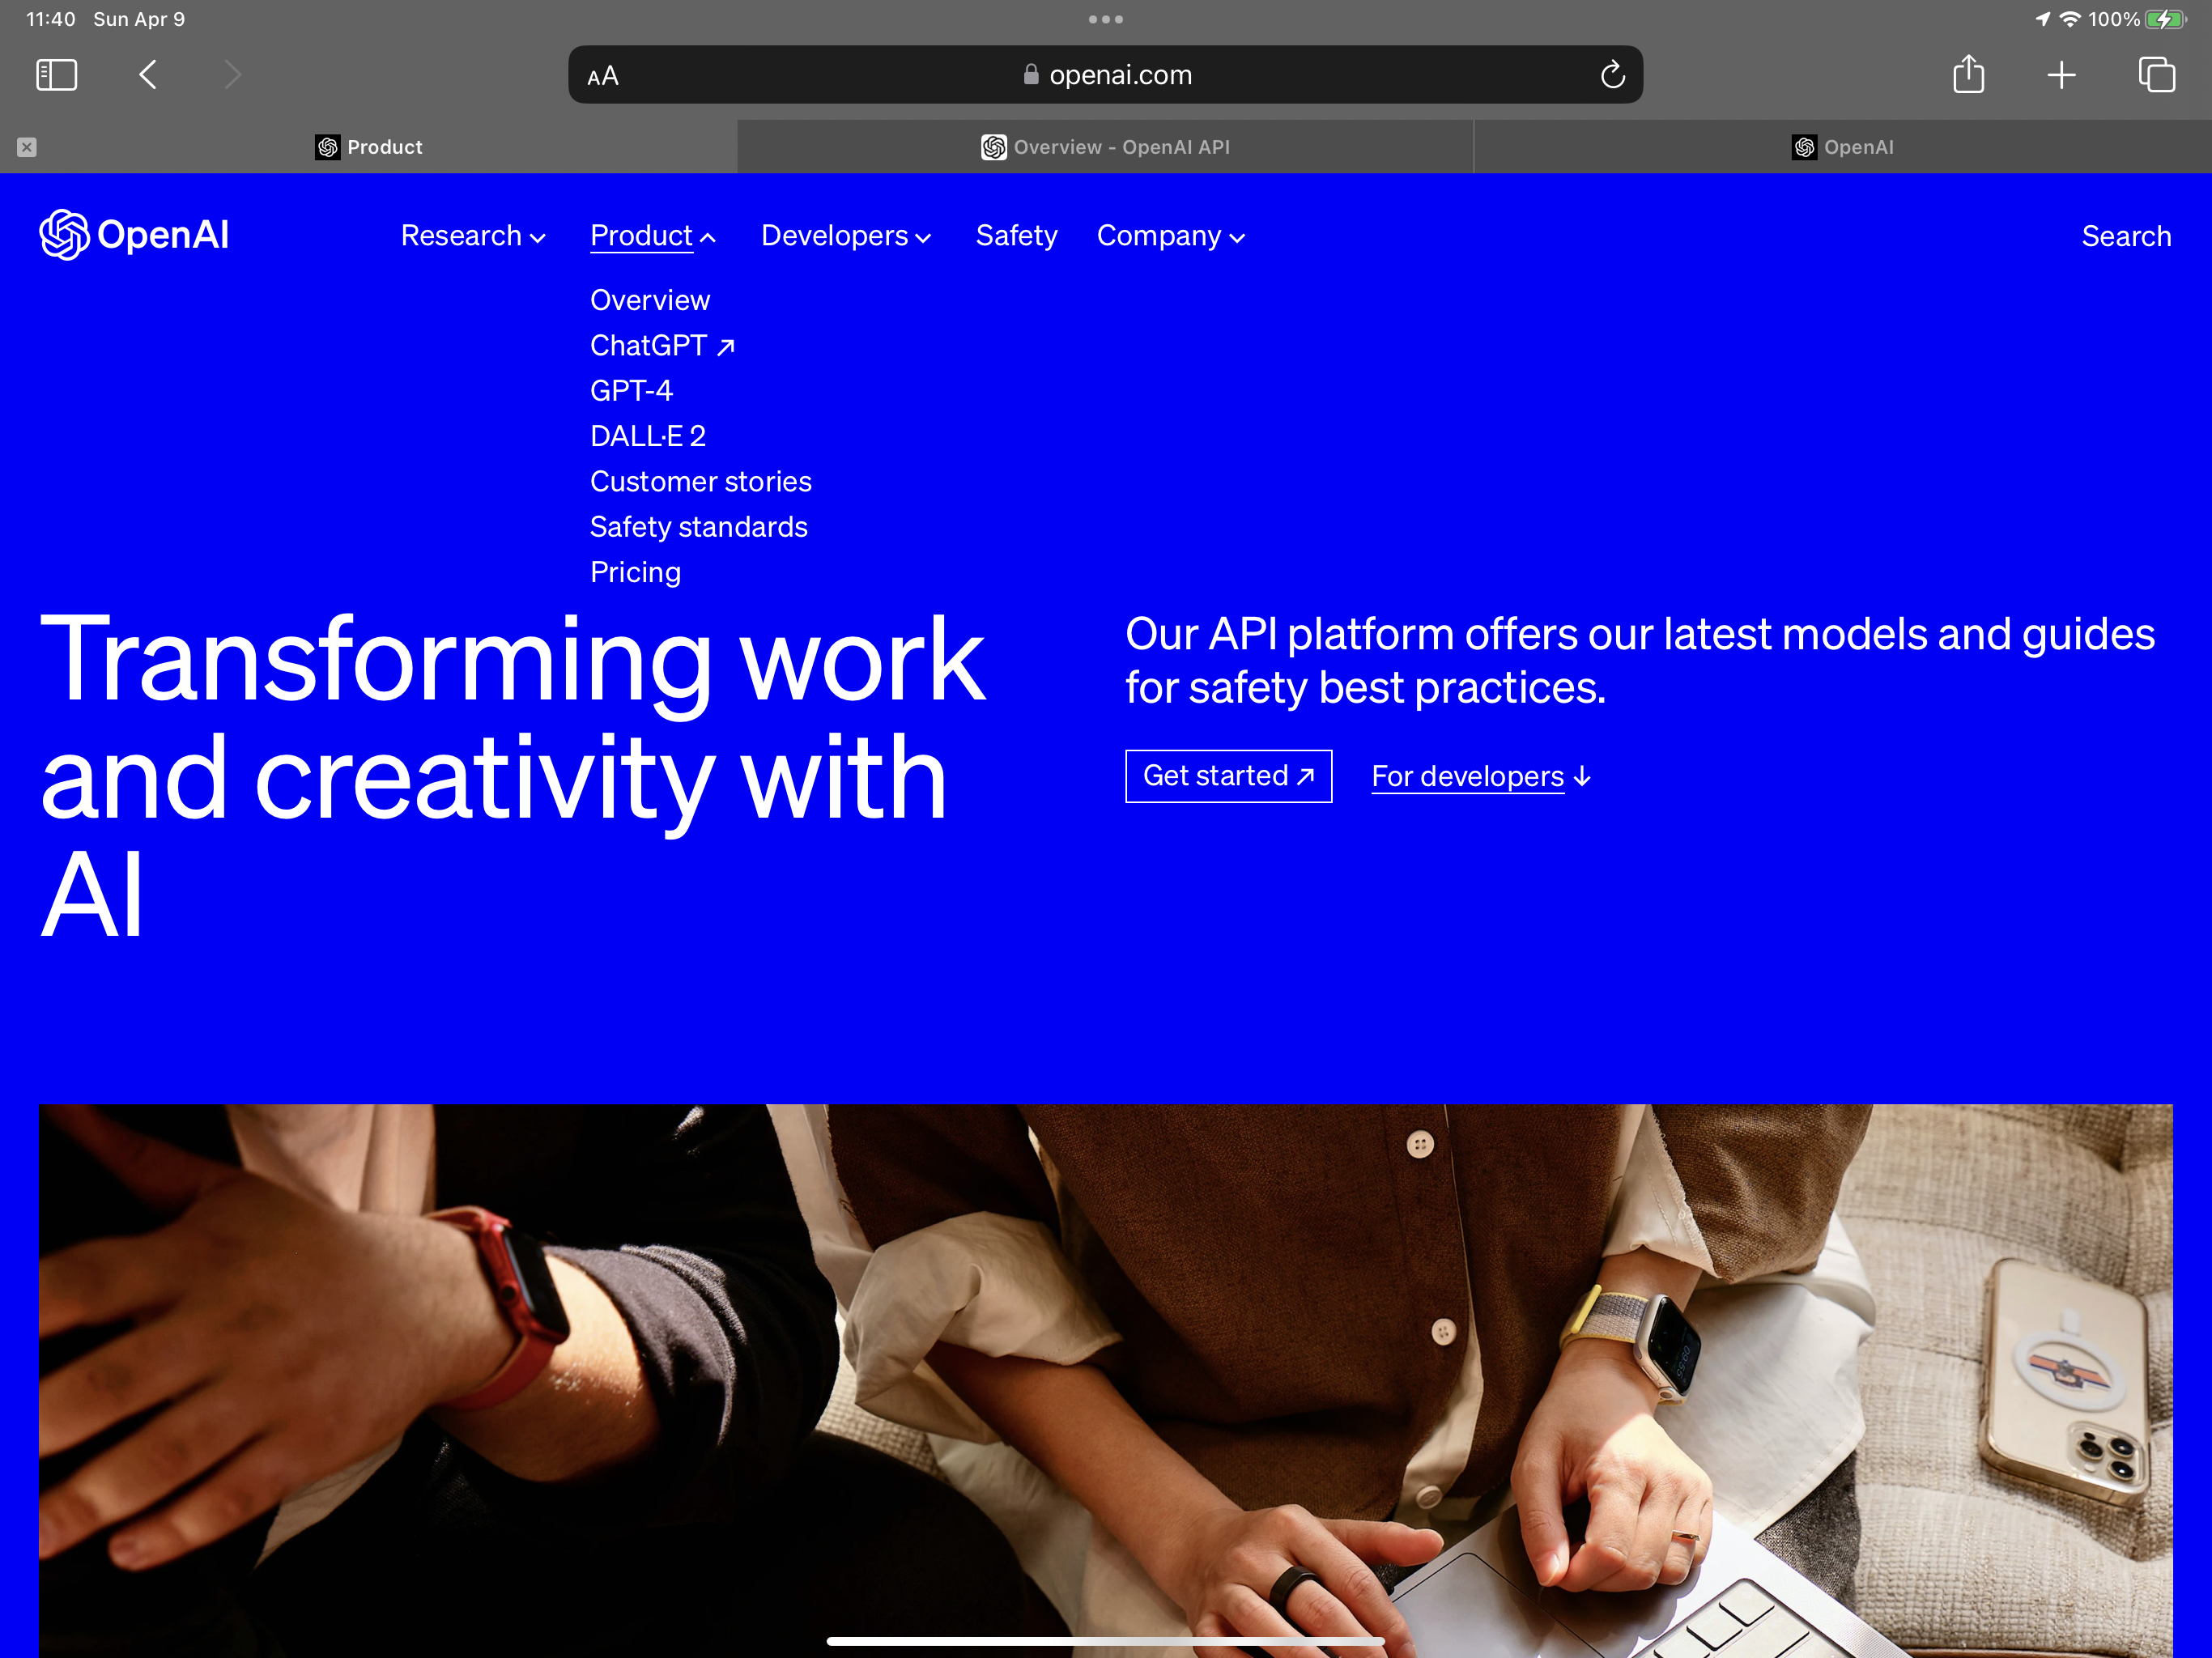 11:40 Sun Apr 9
100%
AA
openai.com
Product
Overview - OpenAI API
OpenAI
OpenAI
Research
Product
Developers
Safety
Company
Search
Overview
ChatGPT ↗
GPT-4
DALL·E 2
Customer stories
Safety standards
Pricing
Transforming work
and creativity with
AI
Our API platform offers our latest models and guides
for safety best practices.
Get started ↗
For developers ↓